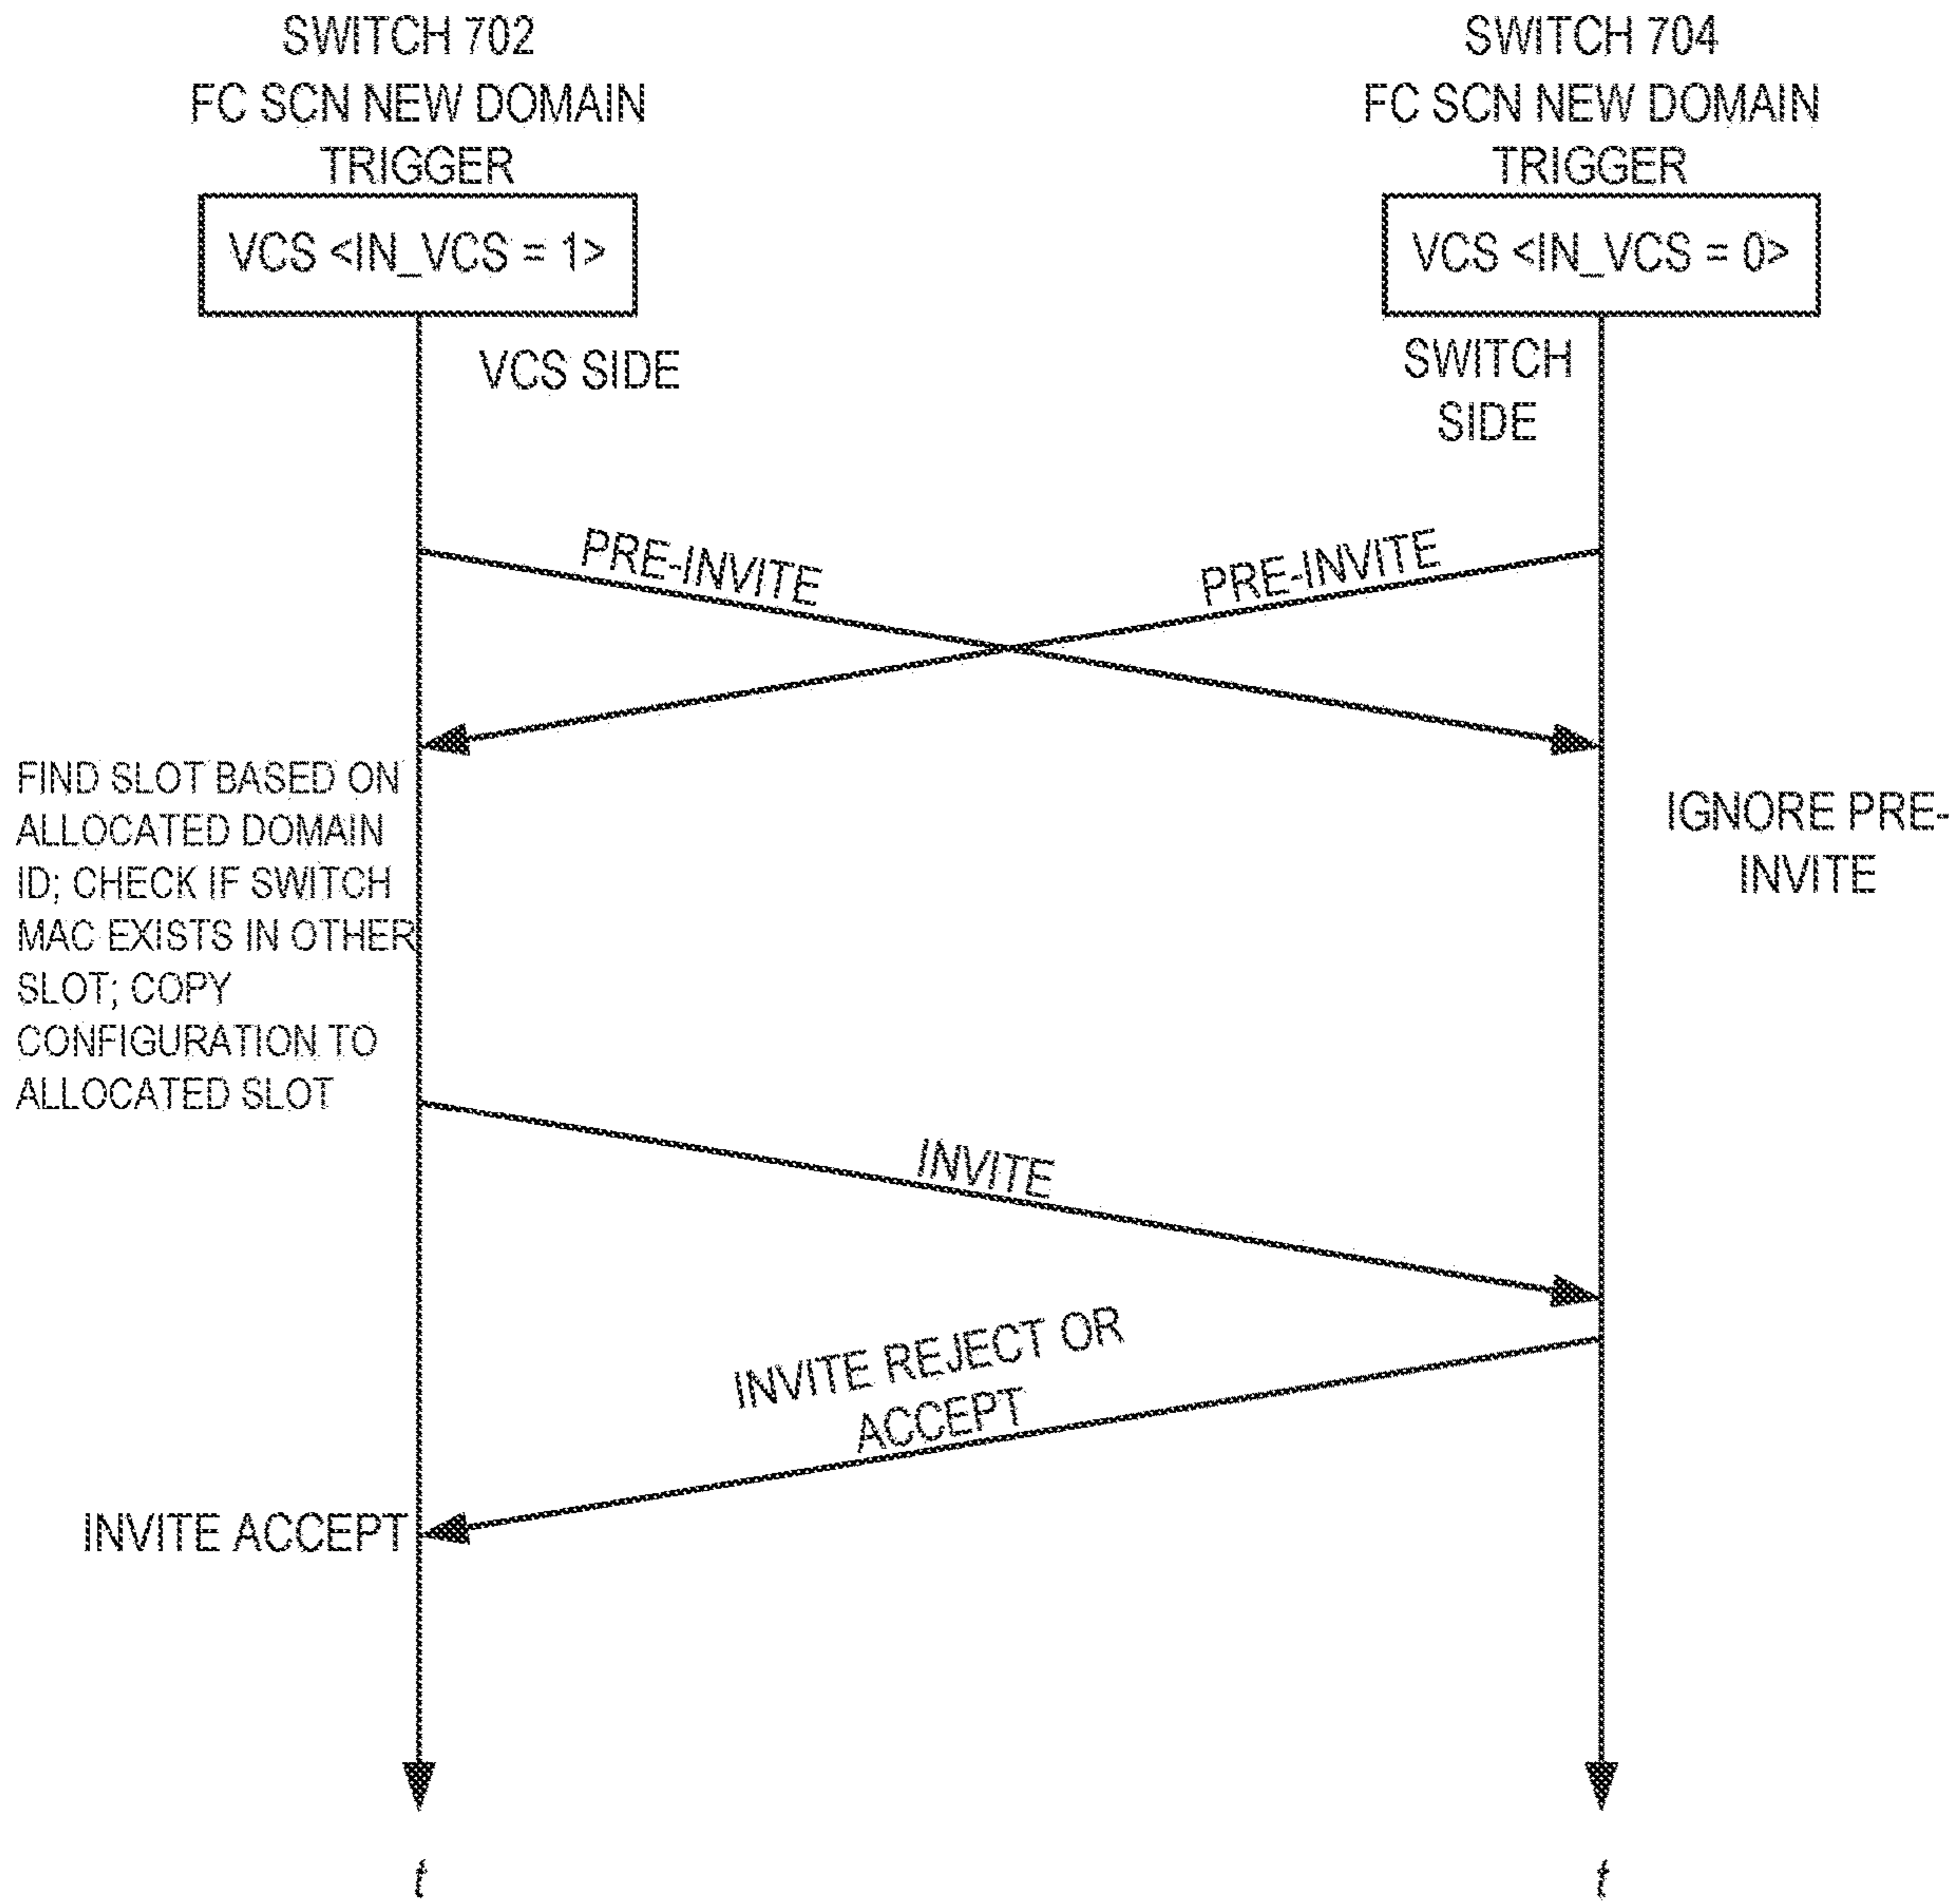 SWITCH 702
FC SCN NEW DOMAIN
TRIGGER
VCS <IN_VCS = 1>
VCS SIDE
SWITCH 704
FC SCN NEW DOMAIN
TRIGGER
VCS <IN_VCS = 0>
SWITCH
SIDE
PRE-INVITE
PRE-INVITE
FIND SLOT BASED ON
ALLOCATED DOMAIN
ID; CHECK IF SWITCH
MAC EXISTS IN OTHER
SLOT; COPY
CONFIGURATION TO
ALLOCATED SLOT
IGNORE PRE-
INVITE
INVITE
INVITE REJECT OR
ACCEPT
INVITE ACCEPT
t
t